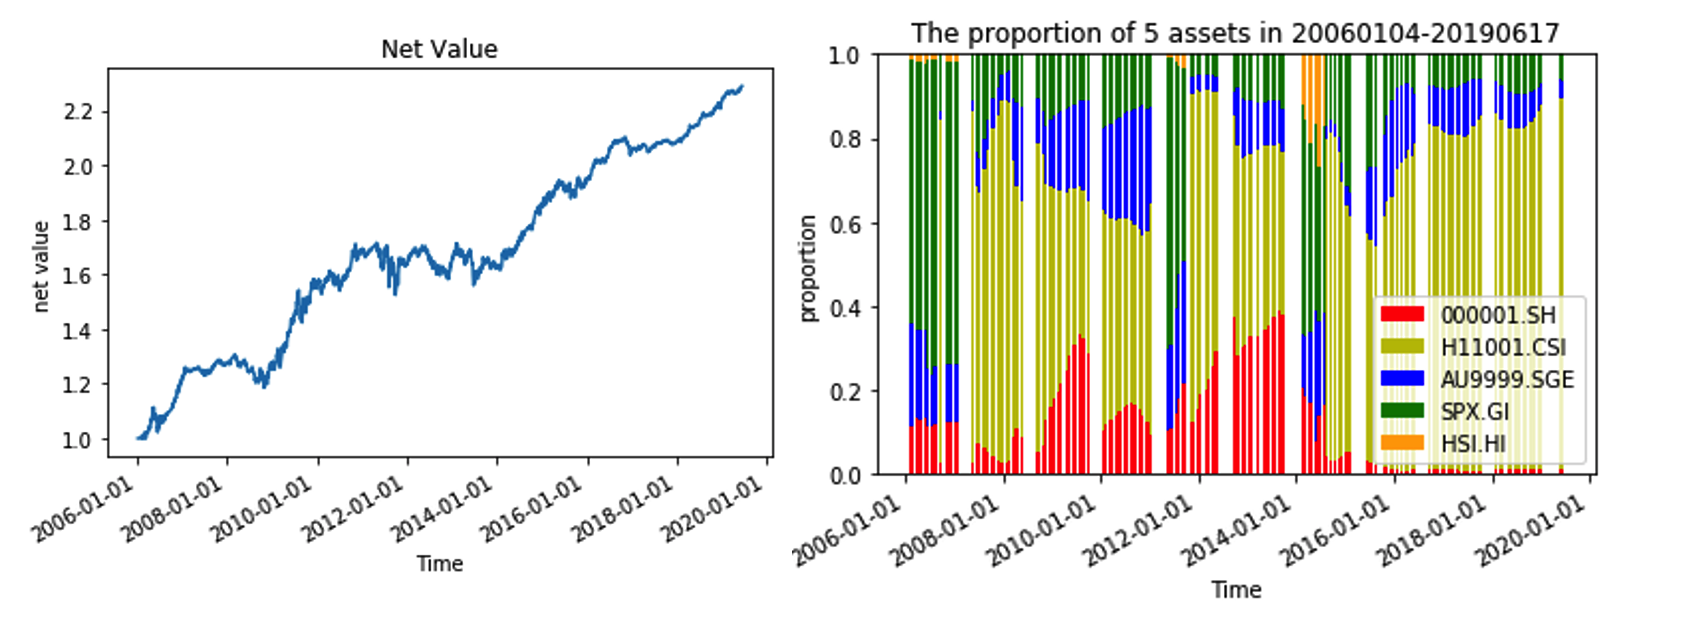 Net Value
net value
2.2
2.0
1.8
1.6
1.4
1.2
1.0
2006-01-01
2008-01-01
2010-01-01
2012-01-01
2014-01-01
2016-01-01
2018-01-01
2020-01-01
Time
The proportion of 5 assets in 20060104-20190617
proportion
1.0
0.8
0.6
0.4
0.2
0.0
000001.SH
H11001.CSI
AU9999.SGE
SPX.GI
HSI.HI
2006-01-01
2008-01-01
2010-01-01
2012-01-01
2014-01-01
2016-01-01
2018-01-01
2020-01-01
Time